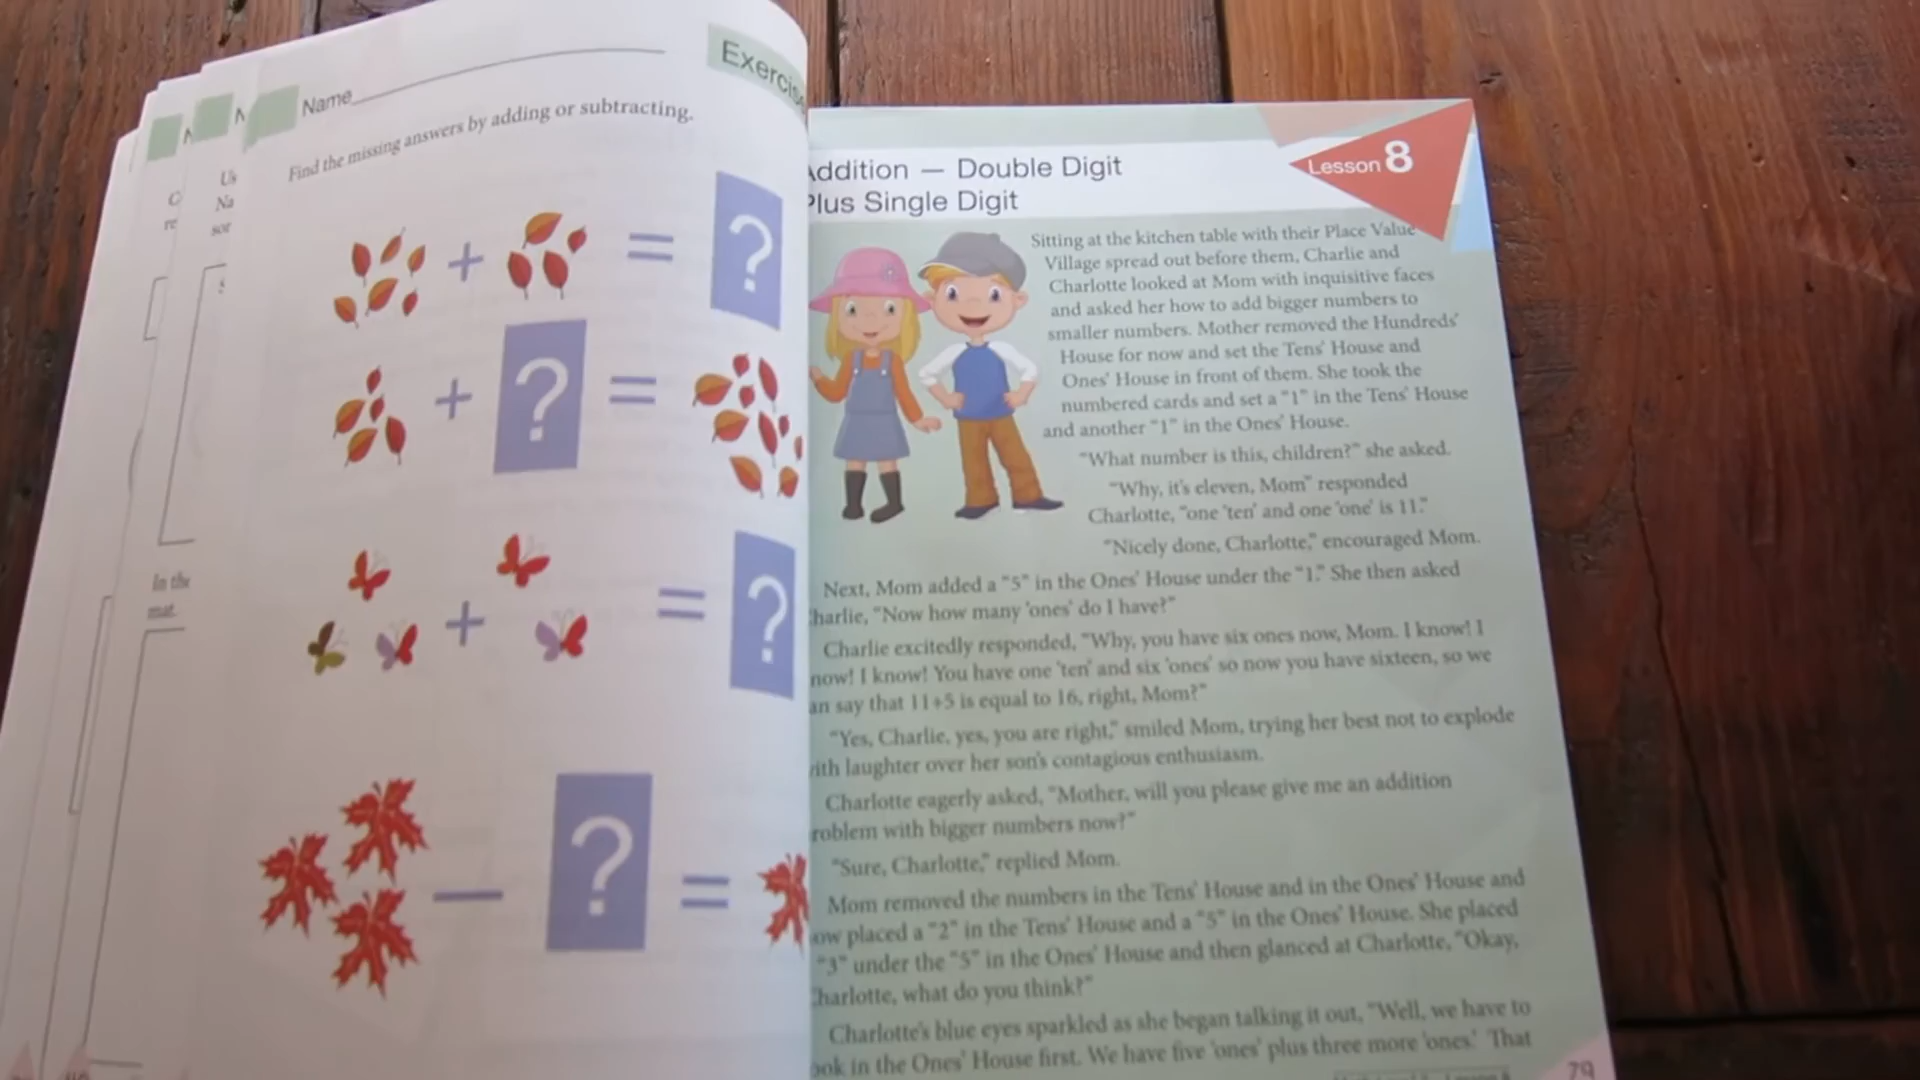 Name
Exercis
Find the missing answers by adding or subtracting.
+ = ?
+ ? =
+ = ?
– ? =
N
N
Us
Na
sor
C
re
s
In the
mat.
Lesson 8
Addition — Double Digit
Plus Single Digit
Sitting at the kitchen table with their Place Value
Village spread out before them, Charlie and
Charlotte looked at Mom with inquisitive faces
and asked her how to add bigger numbers to
smaller numbers. Mother removed the Hundreds'
House for now and set the Tens' House and
Ones' House in front of them. She took the
numbered cards and set a "1" in the Tens' House
and another "1" in the Ones' House.
"What number is this, children?" she asked.
"Why, it's eleven, Mom" responded
Charlotte, "one 'ten' and one 'one' is 11."
"Nicely done, Charlotte," encouraged Mom.
Next, Mom added a "5" in the Ones' House under the "1." She then asked
Charlie, "Now how many 'ones' do I have?"
Charlie excitedly responded, "Why, you have six ones now, Mom. I know! I
now! I know! You have one 'ten' and six 'ones' so now you have sixteen, so we
an say that 11+5 is equal to 16, right, Mom?"
"Yes, Charlie, yes, you are right," smiled Mom, trying her best not to explode
ith laughter over her son's contagious enthusiasm.
Charlotte eagerly asked, "Mother, will you please give me an addition
roblem with bigger numbers now?"
"Sure, Charlotte," replied Mom.
Mom removed the numbers in the Tens' House and in the Ones' House and
ow placed a "2" in the Tens' House and a "5" in the Ones' House. She placed
"3" under the "5" in the Ones' House and then glanced at Charlotte, "Okay,
Charlotte, what do you think?"
Charlotte's blue eyes sparkled as she began talking it out, "Well, we have to
ook in the Ones' House first. We have five 'ones' plus three more 'ones.' That
79